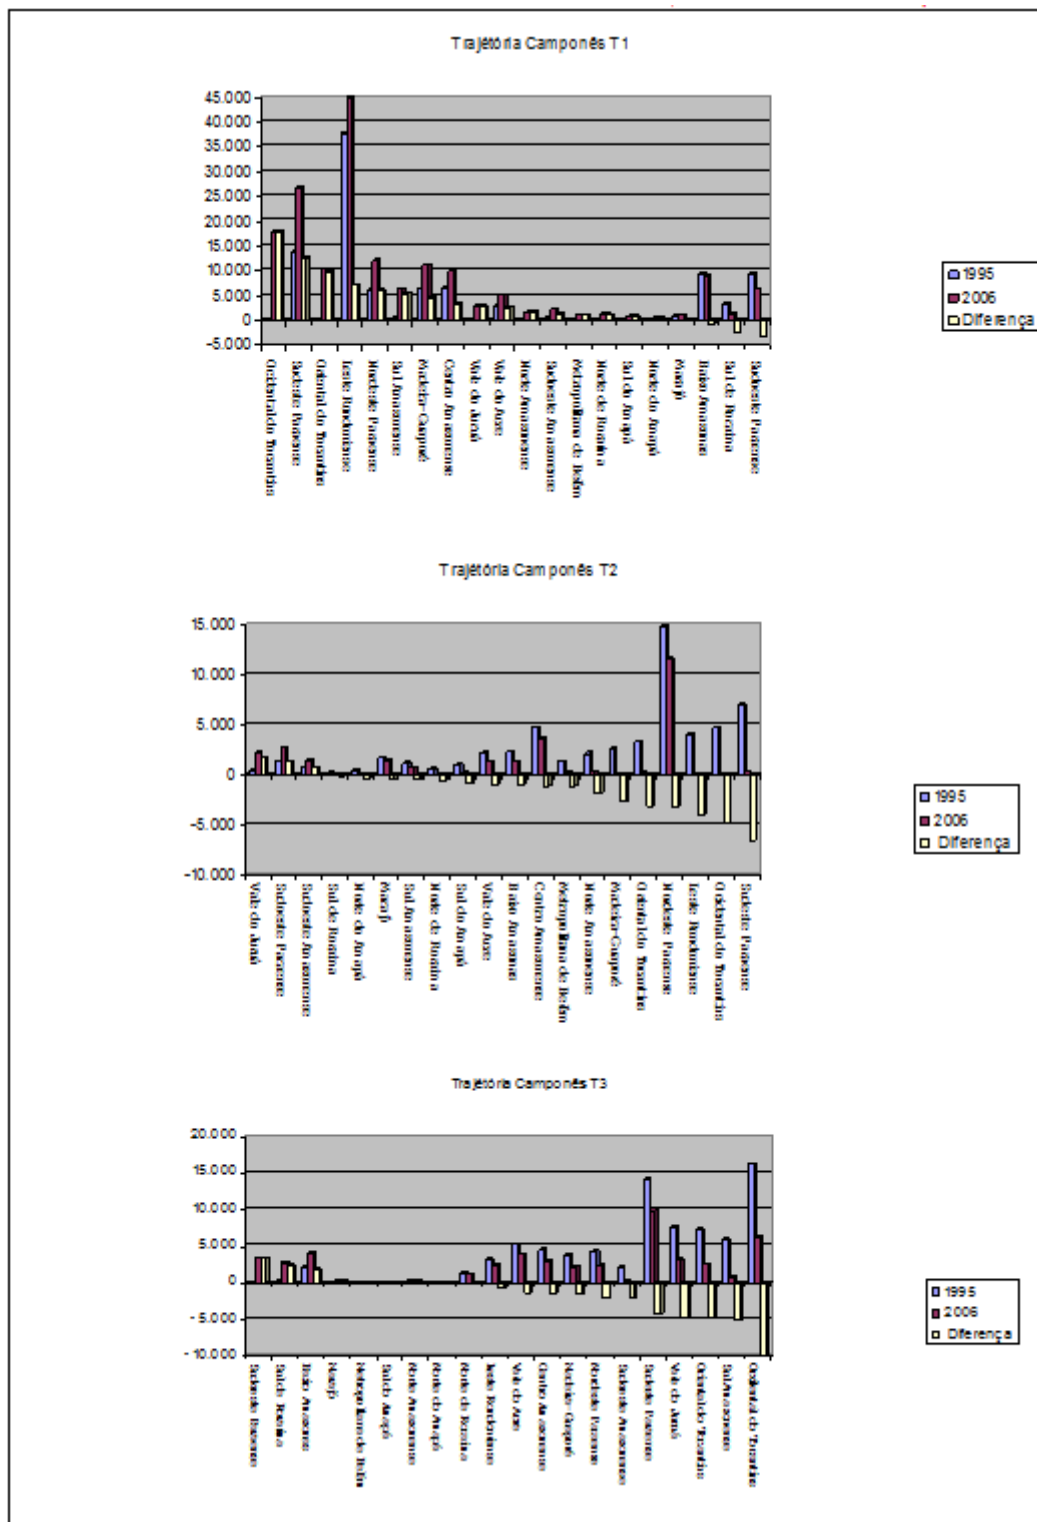 Trajétória Camponês T1
45.000
40.000
35.000
30.000
25.000
20.000
15.000
10.000
5.000
0
-5.000
Ocidental do Tocantins
Sudeste Paraense
Oriental do Tocantins
Leste Rondoniense
Nordeste Paraense
Sul Amazonense
Madeira-Guaporé
Centro Amazonense
Vale do Juruá
Vale do Acre
Norte Amazonense
Sudoeste Amazonense
Metropolitana de Belém
Norte de Roraima
Sul do Amapá
Norte do Amapá
Marajó
Baixo Amazonas
Sul de Roraima
Sudoeste Paraense
1995
2006
Diferença
Trajétória Camponês T2
15.000
10.000
5.000
0
-5.000
-10.000
Vale do Juruá
Sudoeste Paraense
Sudoeste Amazonense
Sul de Roraima
Norte do Amapá
Marajó
Sul Amazonense
Norte de Roraima
Sul do Amapá
Vale do Acre
Baixo Amazonas
Centro Amazonense
Metropolitana de Belém
Norte Amazonense
Madeira-Guaporé
Oriental do Tocantins
Nordeste Paraense
Leste Rondoniense
Ocidental do Tocantins
Sudeste Paraense
1995
2006
Diferença
Trajétória Camponês T3
20.000
15.000
10.000
5.000
0
-5.000
-10.000
Sudoeste Paraense
Sul de Roraima
Baixo Amazonas
Marajó
Metropolitana de Belém
Sul do Amapá
Norte Amazonense
Norte do Amapá
Norte de Roraima
Leste Rondoniense
Vale do Acre
Centro Amazonense
Madeira-Guaporé
Nordeste Paraense
Sudoeste Amazonense
Sudeste Paraense
Vale do Juruá
Oriental do Tocantins
Sul Amazonense
Ocidental do Tocantins
1995
2006
Diferença